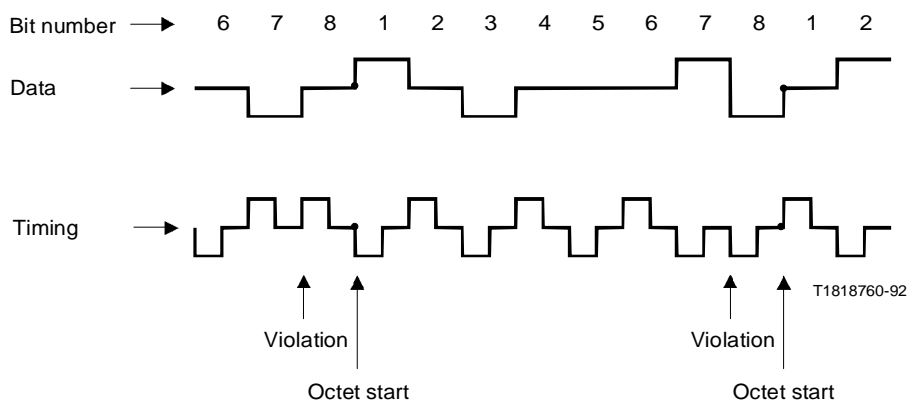 Bit number 6 7 8 1 2 3 4 5 6 7 8 1 2
Data
Timing
T1818760-92
Violation Violation
Octet start Octet start